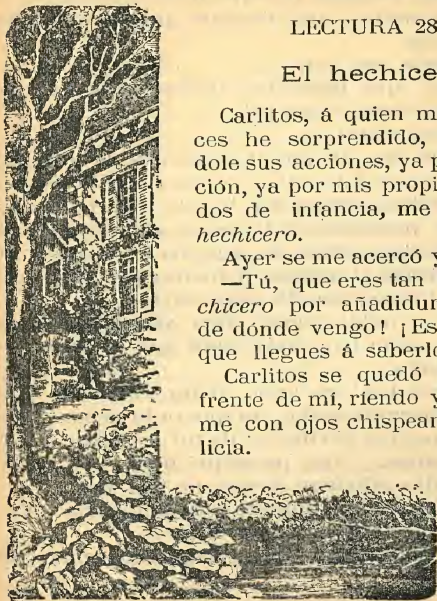 LECTURA 28
El hechice
Carlitos, á quien m
ces he sorprendido,
dole sus acciones, ya p
ción, ya por mis propi
dos de infancia, me
hechicero.
Ayer se me acercó y
—Tú, que eres tan
chicero por añadidur
de dónde vengo! ¡Es
que llegues á saberlo
Carlitos se quedó
frente de mí, riendo y
me con ojos chispean
licia.